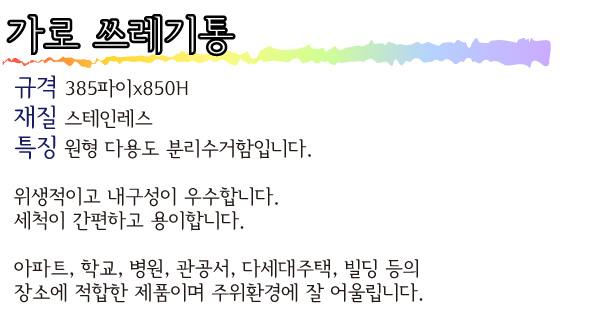 가로 쓰레기통
규격 385파이x850H
재질 스테인레스
특징 원형 다용도 분리수거함입니다.
위생적이고 내구성이 우수합니다.
세척이 간편하고 용이합니다.
아파트, 학교, 병원, 관공서, 다세대주택, 빌딩 등의
장소에 적합한 제품이며 주위환경에 잘 어울립니다.